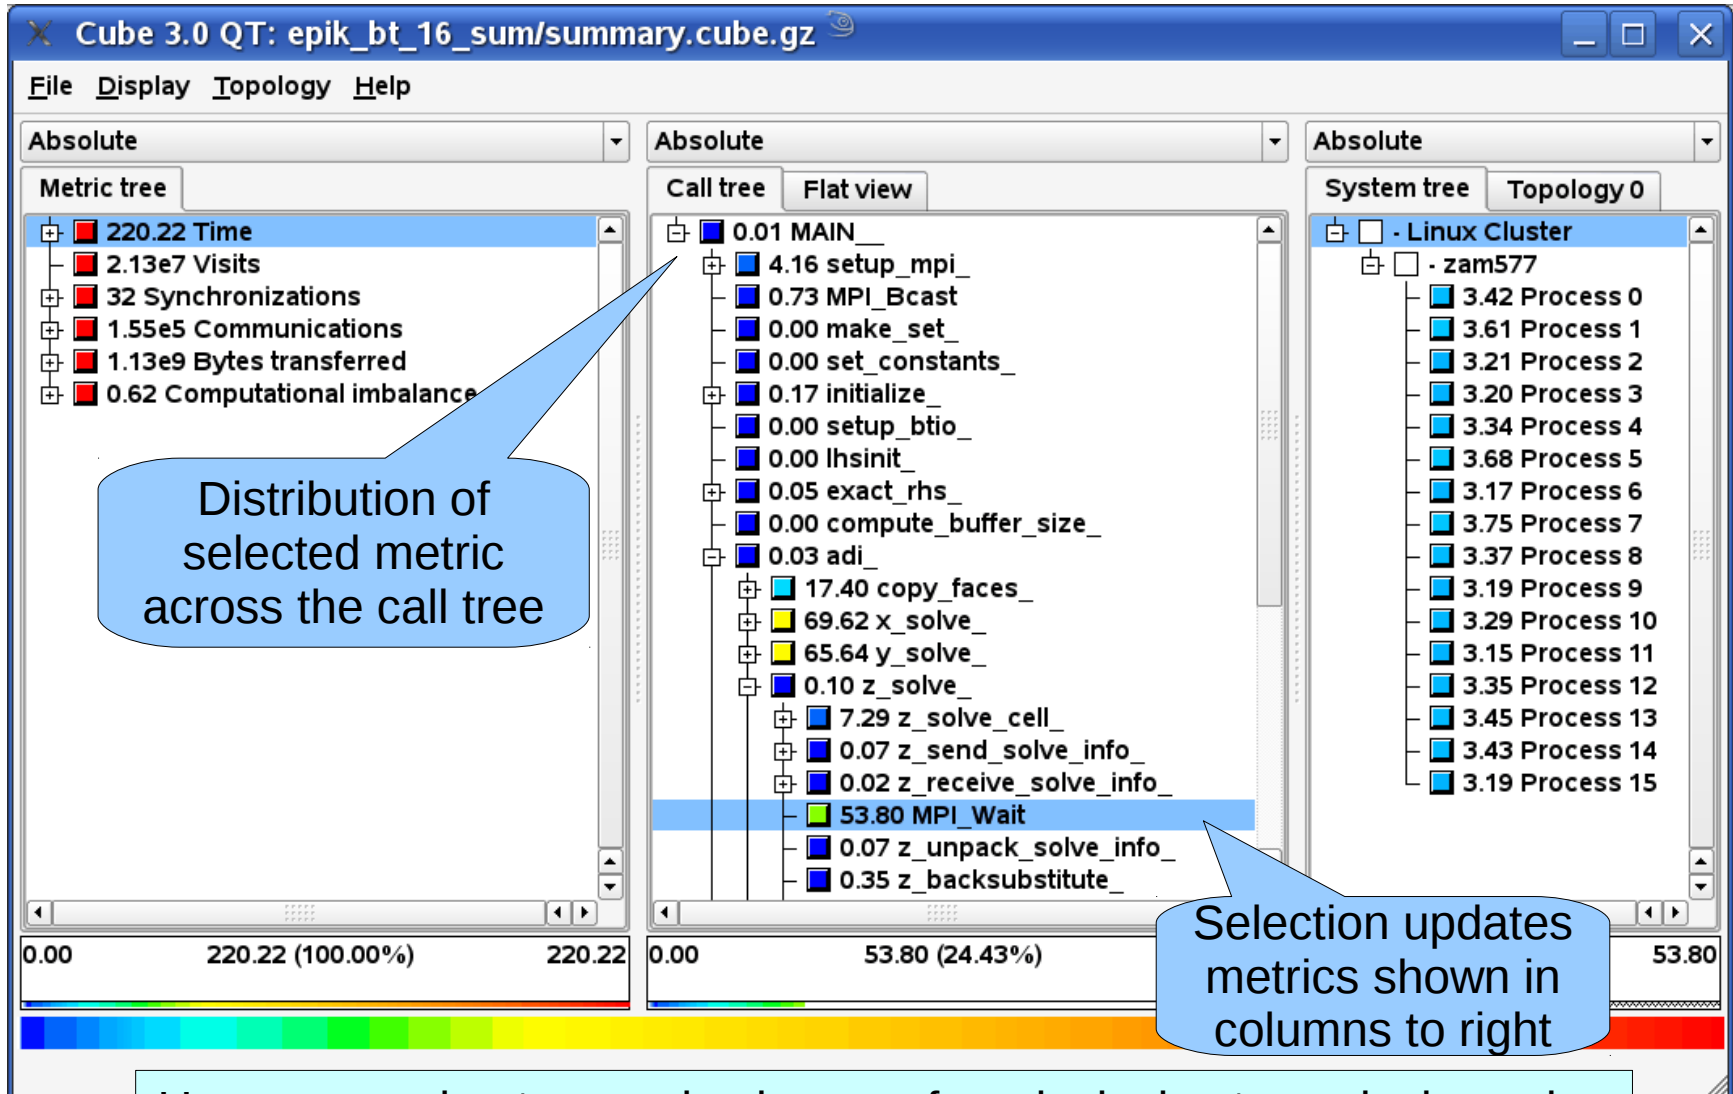 Cube 3.0 QT: epik_bt_16_sum/summary.cube.gz
File Display Topology Help
Absolute
Metric tree
220.22 Time
2.13e7 Visits
32 Synchronizations
1.55e5 Communications
1.13e9 Bytes transferred
0.62 Computational imbalance
Distribution of
selected metric
across the call tree
0.00 220.22 (100.00%) 220.22
Absolute
Call tree Flat view
0.01 MAIN__
4.16 setup_mpi_
0.73 MPI_Bcast
0.00 make_set_
0.00 set_constants_
0.17 initialize_
0.00 setup_btio_
0.00 lhsinit_
0.05 exact_rhs_
0.00 compute_buffer_size_
0.03 adi_
17.40 copy_faces_
69.62 x_solve_
65.64 y_solve_
0.10 z_solve_
7.29 z_solve_cell_
0.07 z_send_solve_info_
0.02 z_receive_solve_info_
53.80 MPI_Wait
0.07 z_unpack_solve_info_
0.35 z_backsubstitute_
0.00 53.80 (24.43%)
Absolute
System tree Topology 0
- Linux Cluster
- zam577
3.42 Process 0
3.61 Process 1
3.21 Process 2
3.20 Process 3
3.34 Process 4
3.68 Process 5
3.17 Process 6
3.75 Process 7
3.37 Process 8
3.19 Process 9
3.29 Process 10
3.15 Process 11
3.35 Process 12
3.45 Process 13
3.43 Process 14
3.19 Process 15
53.80
Selection updates
metrics shown in
columns to right